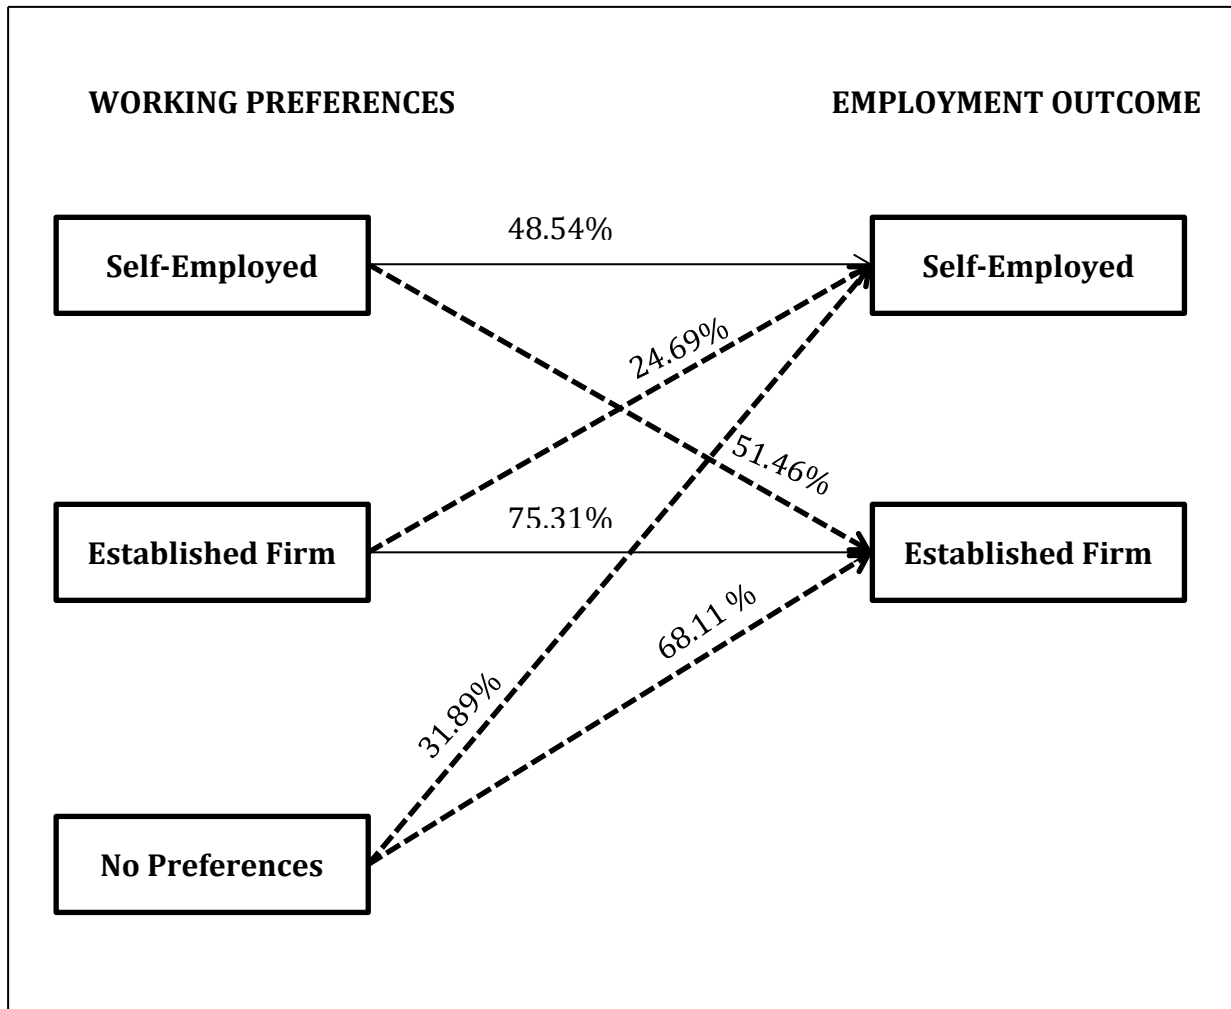 WORKING PREFERENCES
EMPLOYMENT OUTCOME
48.54%
Self-Employed
Self-Employed
24.69%
51.46%
75.31%
Established Firm
Established Firm
68.11 %
31.89%
No Preferences